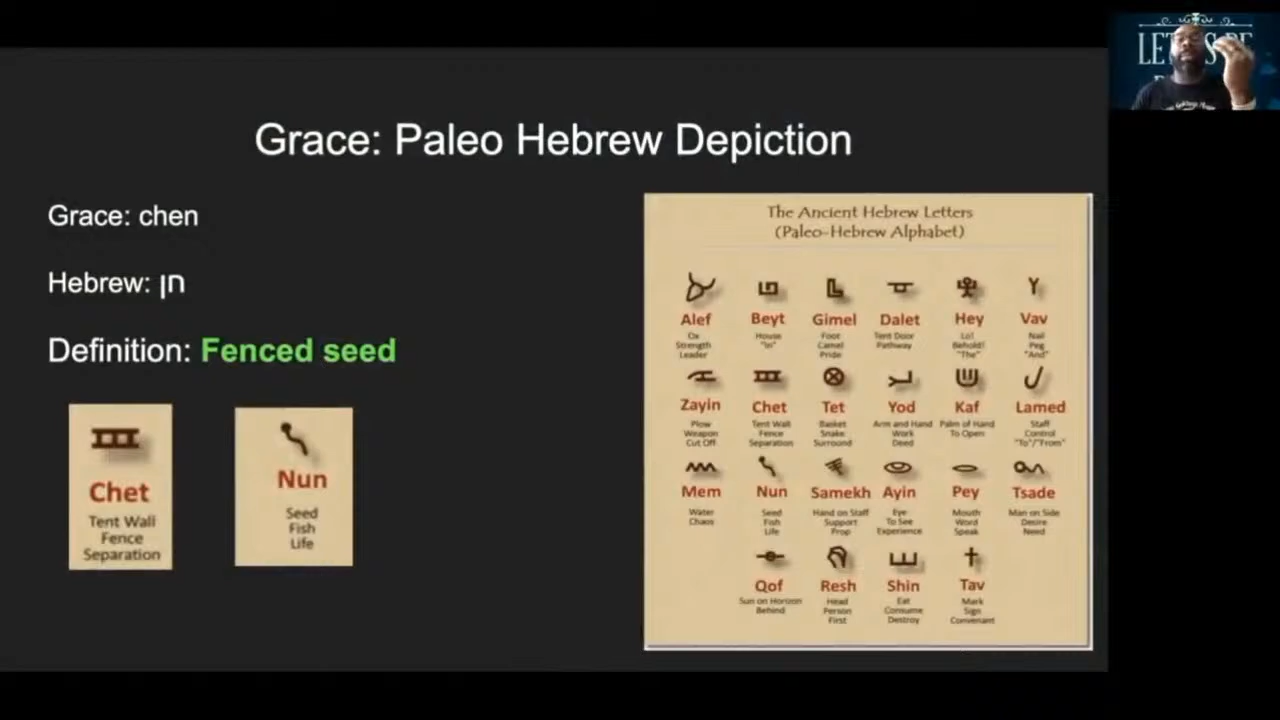 Grace: Paleo Hebrew Depiction
Grace: chen
Hebrew: חן
Definition: Fenced seed
Chet
Tent Wall
Fence
Separation
Nun
Seed
Fish
Life
The Ancient Hebrew Letters
(Paleo-Hebrew Alphabet)
Alef Beyt Gimel Dalet Hey Vav
Ox House Foot Tent Door Lo! Nail
Strength "In" Camel Pathway Behold! Peg
Leader Pride "The" "And"
Zayin Chet Tet Yod Kaf Lamed
Plow Tent Wall Basket Arm and Hand Palm of Hand Staff
Weapon Fence Snake Work To Open Control
Cut Off Separation Surround Deed "To"/"From"
Mem Nun Samekh Ayin Pey Tsade
Water Seed Hand on Staff Eye Mouth Man on Side
Chaos Fish Support To See Word Desire
Life Prop Experience Speak Need
Qof Resh Shin Tav
Sun on Horizon Head Eat Mark
Behind Person Consume Sign
First Destroy Convenant